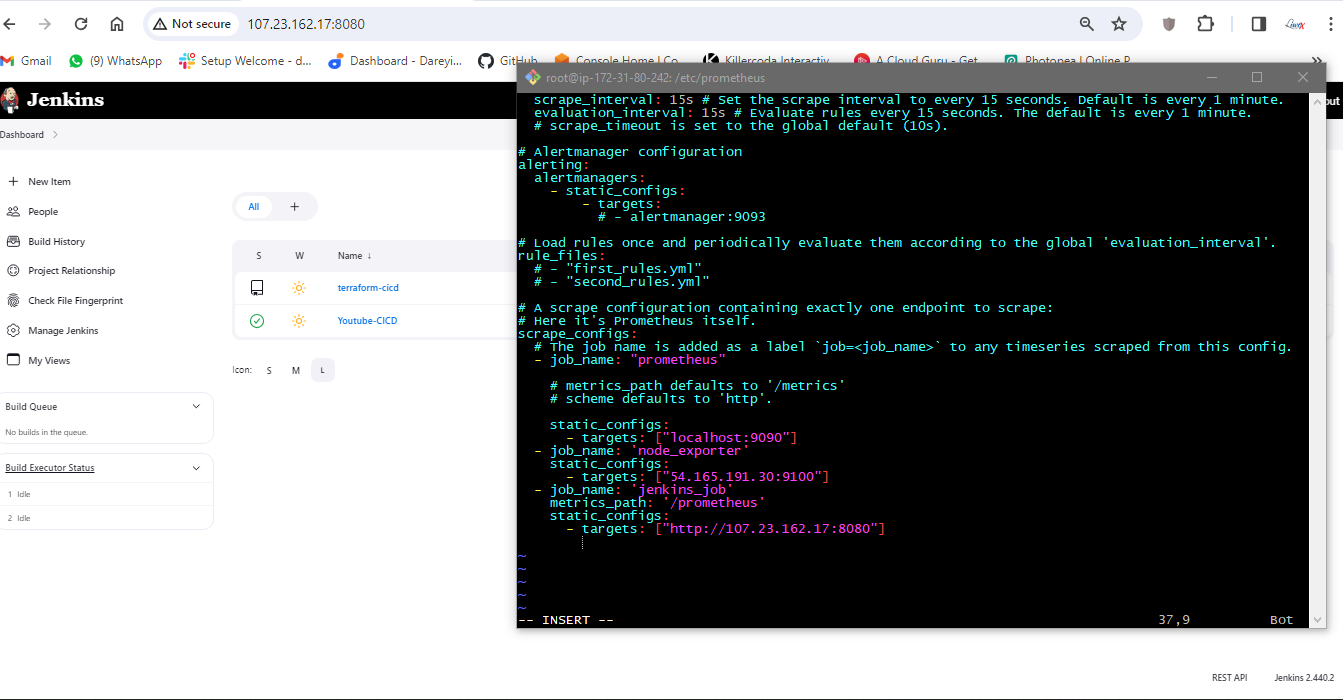 Not secure
107.23.162.17:8080
Gmail
(9) WhatsApp
Setup Welcome - d...
Dashboard - Dareyi...
GitHub
Console Home | Co
Killercoda Interactiv
A Cloud Guru - Get
Photopea | Online P
»
Jenkins
out
Dashboard >
+ New Item
People
Build History
Project Relationship
Check File Fingerprint
Manage Jenkins
My Views
Build Queue
No builds in the queue.
Build Executor Status
1 Idle
2 Idle
All +
S W Name ↓
terraform-cicd
Youtube-CICD
Icon: S M L
root@ip-172-31-80-242: /etc/prometheus
scrape_interval: 15s # Set the scrape interval to every 15 seconds. Default is every 1 minute.
evaluation_interval: 15s # Evaluate rules every 15 seconds. The default is every 1 minute.
# scrape_timeout is set to the global default (10s).
# Alertmanager configuration
alerting:
alertmanagers:
- static_configs:
- targets:
# - alertmanager:9093
# Load rules once and periodically evaluate them according to the global 'evaluation_interval'.
rule_files:
# - "first_rules.yml"
# - "second_rules.yml"
# A scrape configuration containing exactly one endpoint to scrape:
# Here it's Prometheus itself.
scrape_configs:
# The job name is added as a label `job=<job_name>` to any timeseries scraped from this config.
- job_name: "prometheus"
# metrics_path defaults to '/metrics'
# scheme defaults to 'http'.
static_configs:
- targets: ["localhost:9090"]
- job_name: 'node_exporter'
static_configs:
- targets: ["54.165.191.30:9100"]
- job_name: 'jenkins_job'
metrics_path: '/prometheus'
static_configs:
- targets: ["http://107.23.162.17:8080"]
~
~
~
~
~
-- INSERT --
37,9
Bot
REST API
Jenkins 2.440.2